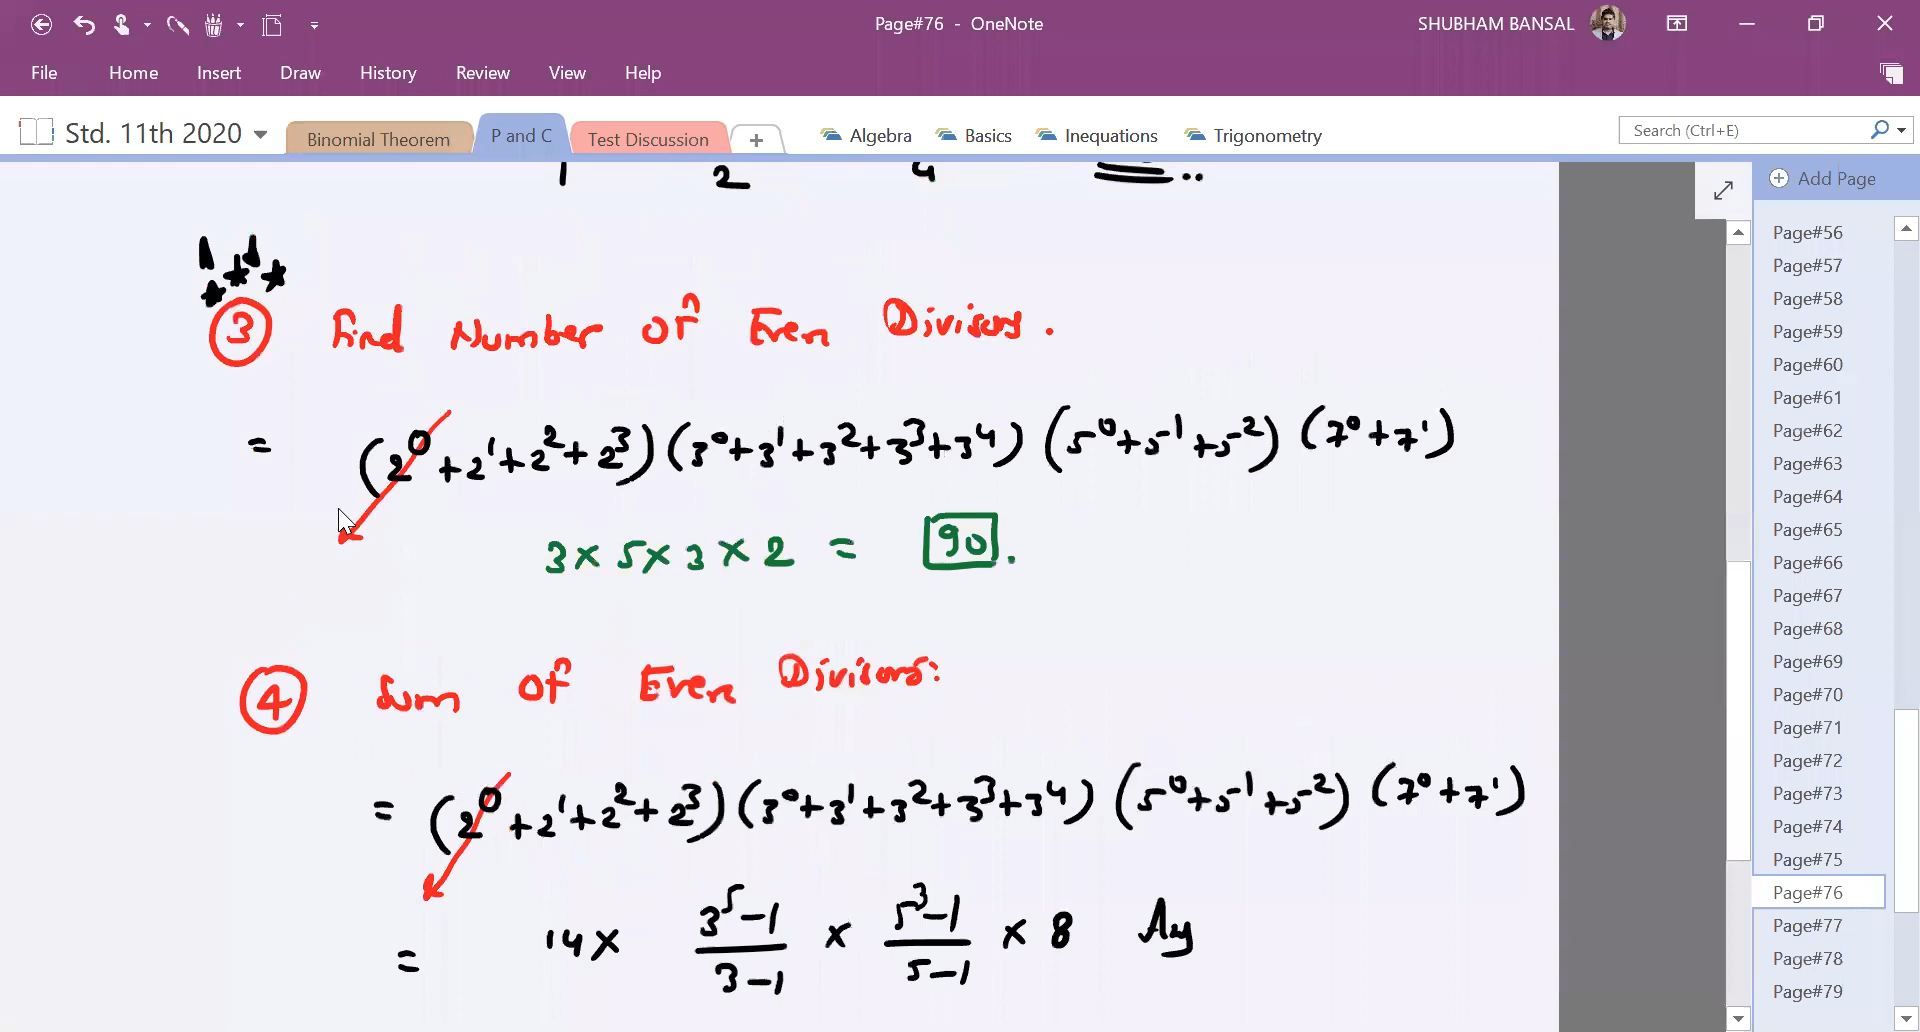 Page#76 - OneNote
SHUBHAM BANSAL
File Home Insert Draw History Review View Help
Std. 11th 2020
Binomial Theorem
P and C
Test Discussion
+
Algebra
Basics
Inequations
Trigonometry
Search (Ctrl+E)
Add Page
1 2 4
③ Find Number of Even Divisors.
= (2⁰+2¹+2²+2³)(3⁰+3¹+3²+3³+3⁴)(5⁰+5¹+5²)(7⁰+7¹)
3×5×3×2 = 90.
④ Sum of Even Divisors:
= (2⁰+2¹+2²+2³)(3⁰+3¹+3²+3³+3⁴)(5⁰+5¹+5²)(7⁰+7¹)
= 14 × (3⁵-1)/(3-1) × (5³-1)/(5-1) × 8 Ans
Page#56
Page#57
Page#58
Page#59
Page#60
Page#61
Page#62
Page#63
Page#64
Page#65
Page#66
Page#67
Page#68
Page#69
Page#70
Page#71
Page#72
Page#73
Page#74
Page#75
Page#76
Page#77
Page#78
Page#79